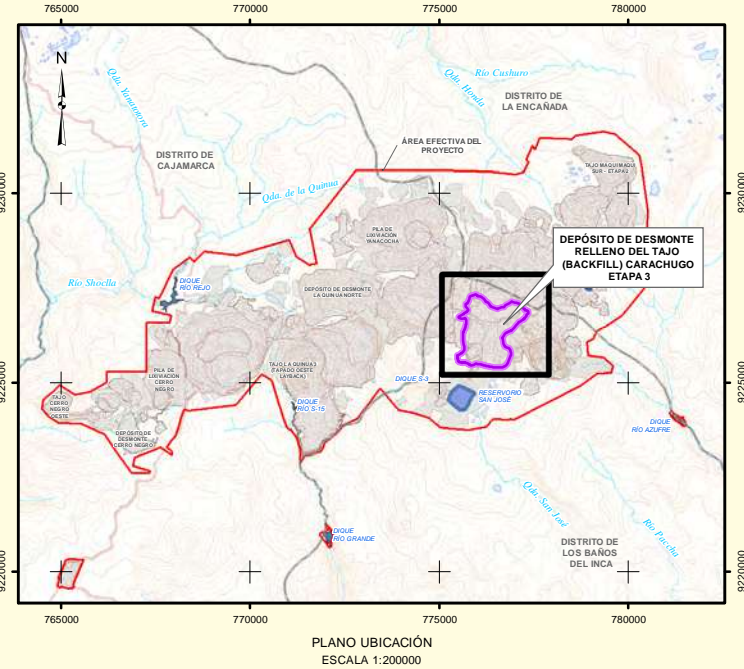 765000
770000
775000
780000
N
Río Cushuro
Qda. Honda
Qda. Yanatotora
DISTRITO DE
LA ENCAÑADA
DISTRITO DE
CAJAMARCA
ÁREA EFECTIVA DEL
PROYECTO
TAJO MAQUI MAQUI
SUR - ETAPA 2
9230000
9230000
Qda. de la Quinua
PILA DE
LIXIVIACIÓN
YANACOCHA
DEPÓSITO DE DESMONTE
RELLENO DEL TAJO
(BACKFILL) CARACHUGO
ETAPA 3
Río Shoclla
DIQUE
RÍO REJO
DEPÓSITO DE DESMONTE
LA QUINUA NORTE
PILA DE
LIXIVIACIÓN
CERRO
NEGRO
TAJO LA QUINUA 3
(TAPADO OESTE
LAYBACK)
DIQUE S-3
9225000
9225000
TAJO
CERRO
NEGRO
OESTE
RESERVORIO
SAN JOSÉ
DIQUE
RÍO S-15
DEPÓSITO DE
DESMONTE
CERRO NEGRO
DIQUE
RÍO AZUFRE
Qda. San José
Río Paccha
DIQUE
RÍO GRANDE
DISTRITO DE
LOS BAÑOS
DEL INCA
9220000
9220000
765000
770000
775000
780000
PLANO UBICACIÓN
ESCALA 1:200000